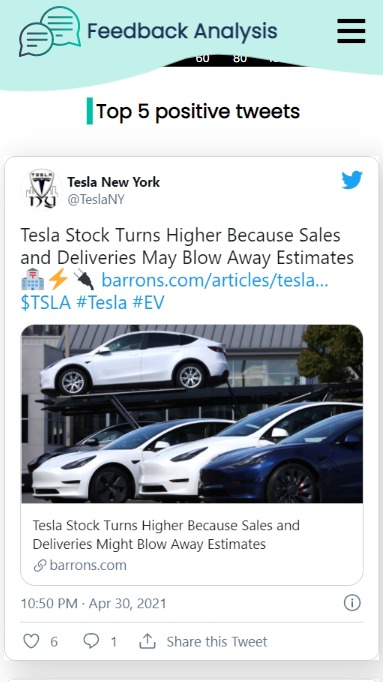 Feedback Analysis
60 80
Top 5 positive tweets
Tesla New York
@TeslaNY
Tesla Stock Turns Higher Because Sales
and Deliveries May Blow Away Estimates
barrons.com/articles/tesla...
$TSLA #Tesla #EV
Tesla Stock Turns Higher Because Sales and
Deliveries Might Blow Away Estimates
barrons.com
10:50 PM · Apr 30, 2021
6 1 Share this Tweet